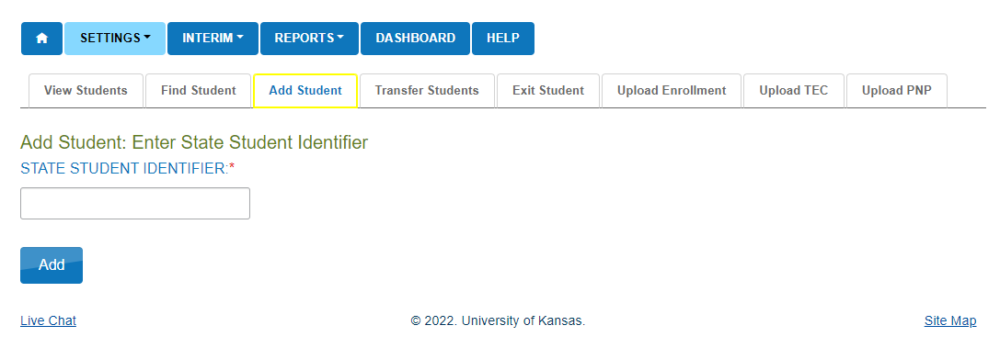 SETTINGS INTERIM REPORTS DASHBOARD HELP
View Students Find Student Add Student Transfer Students Exit Student Upload Enrollment Upload TEC Upload PNP
Add Student: Enter State Student Identifier
STATE STUDENT IDENTIFIER:*
Add
Live Chat © 2022. University of Kansas. Site Map